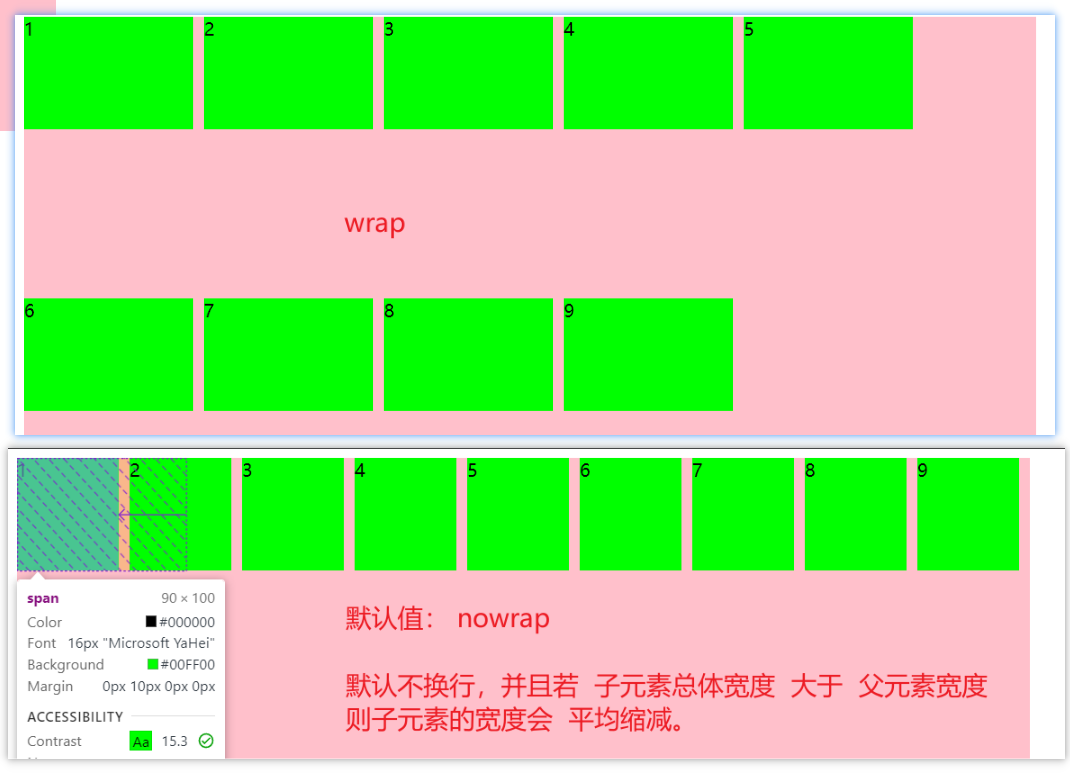 1 2 3 4 5
wrap
6 7 8 9
1 2 3 4 5 6 7 8 9
span 90 × 100
Color #000000
Font 16px "Microsoft YaHei"
Background #00FF00
Margin 0px 10px 0px 0px
ACCESSIBILITY
Contrast Aa 15.3
默认值： nowrap
默认不换行，并且若 子元素总体宽度 大于 父元素宽度
则子元素的宽度会 平均缩减。